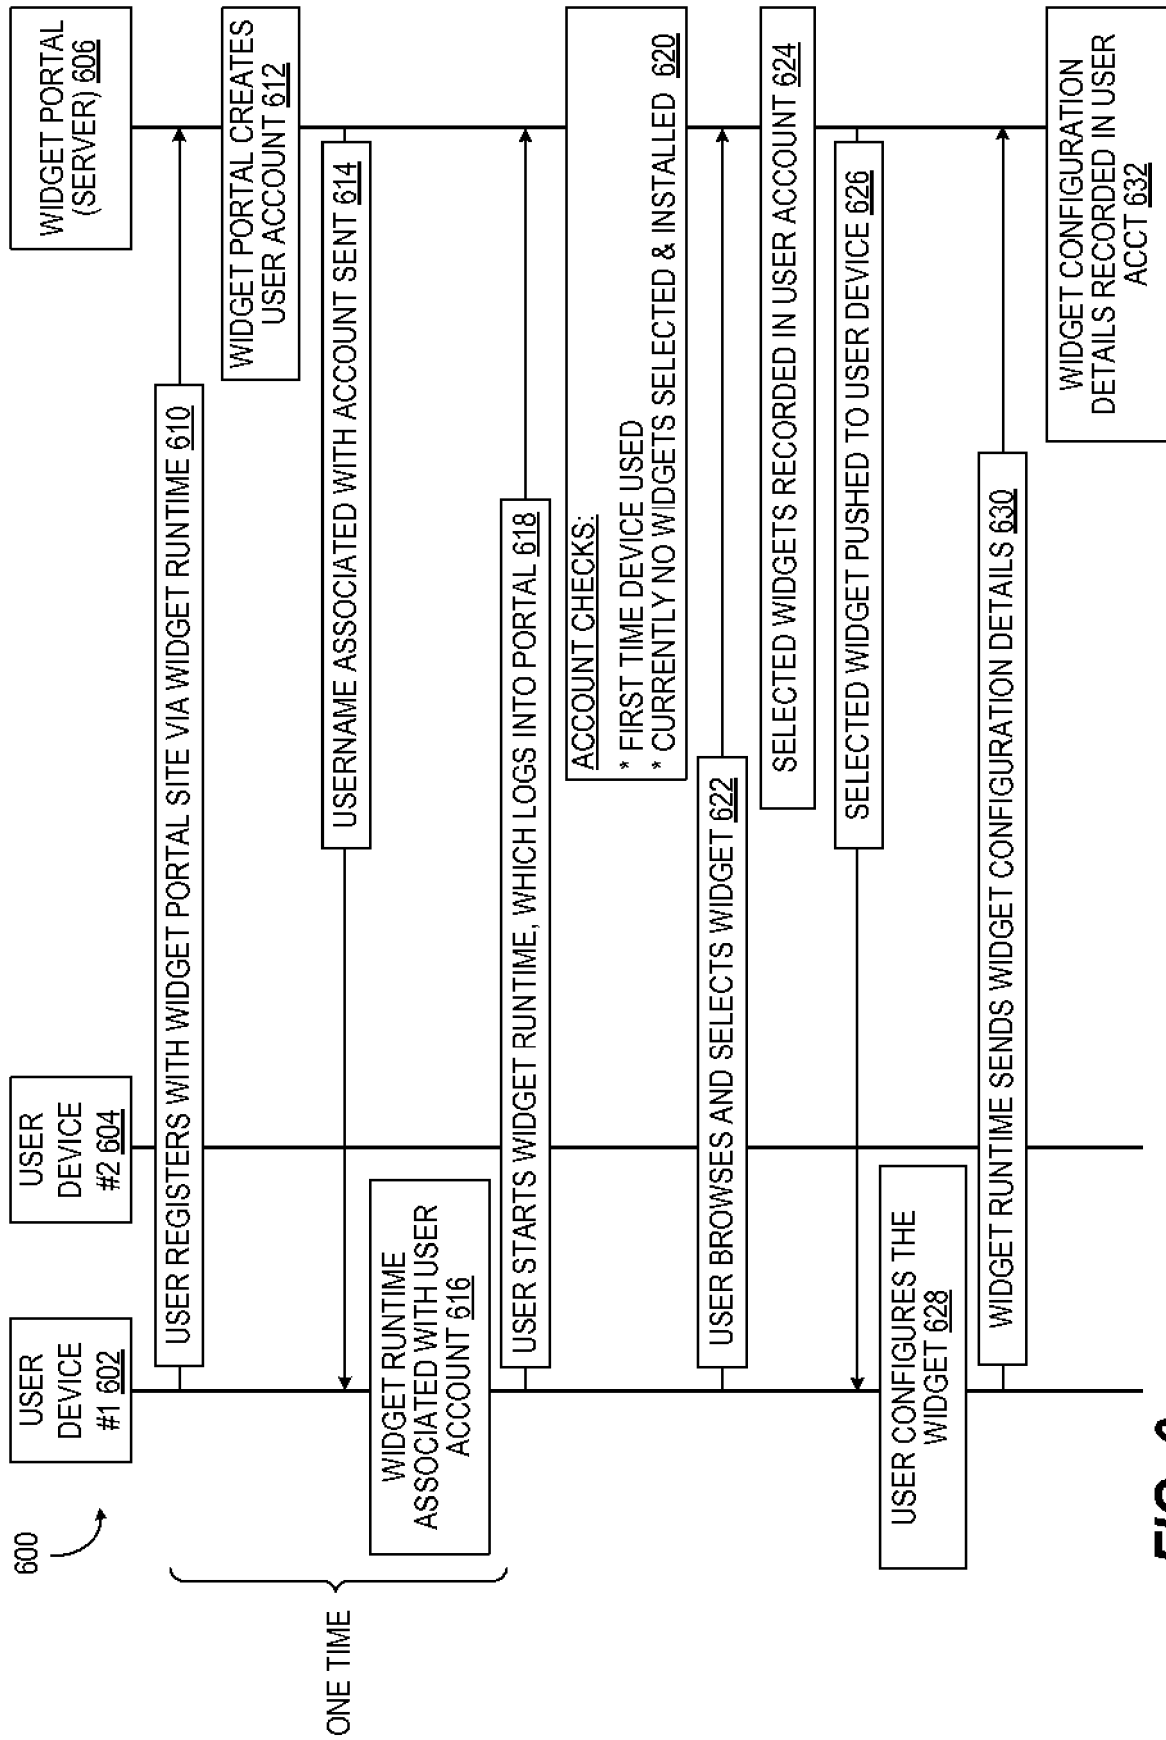 600
USER
DEVICE
#1 602
USER
DEVICE
#2 604
WIDGET PORTAL
(SERVER) 606
ONE TIME
USER REGISTERS WITH WIDGET PORTAL SITE VIA WIDGET RUNTIME 610
WIDGET PORTAL CREATES
USER ACCOUNT 612
USERNAME ASSOCIATED WITH ACCOUNT SENT 614
WIDGET RUNTIME
ASSOCIATED WITH USER
ACCOUNT 616
USER STARTS WIDGET RUNTIME, WHICH LOGS INTO PORTAL 618
ACCOUNT CHECKS:
* FIRST TIME DEVICE USED
* CURRENTLY NO WIDGETS SELECTED & INSTALLED 620
USER BROWSES AND SELECTS WIDGET 622
SELECTED WIDGETS RECORDED IN USER ACCOUNT 624
SELECTED WIDGET PUSHED TO USER DEVICE 626
USER CONFIGURES THE
WIDGET 628
WIDGET RUNTIME SENDS WIDGET CONFIGURATION DETAILS 630
WIDGET CONFIGURATION
DETAILS RECORDED IN USER
ACCT 632